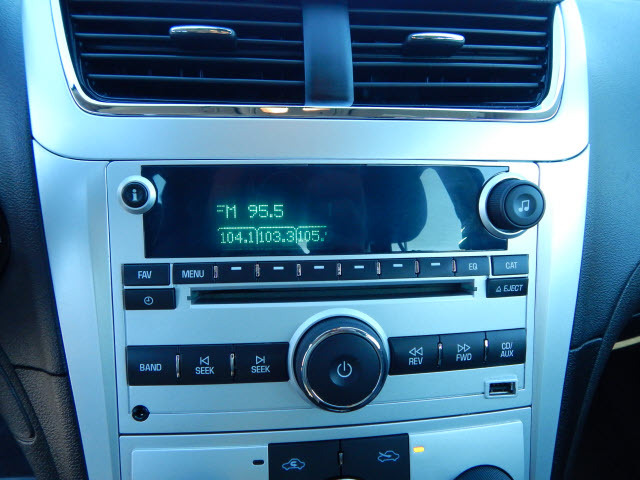 i
FM 95.5
104.1 103.3 105.
FAV MENU EQ CAT
EJECT
BAND SEEK SEEK REV FWD CD/
AUX